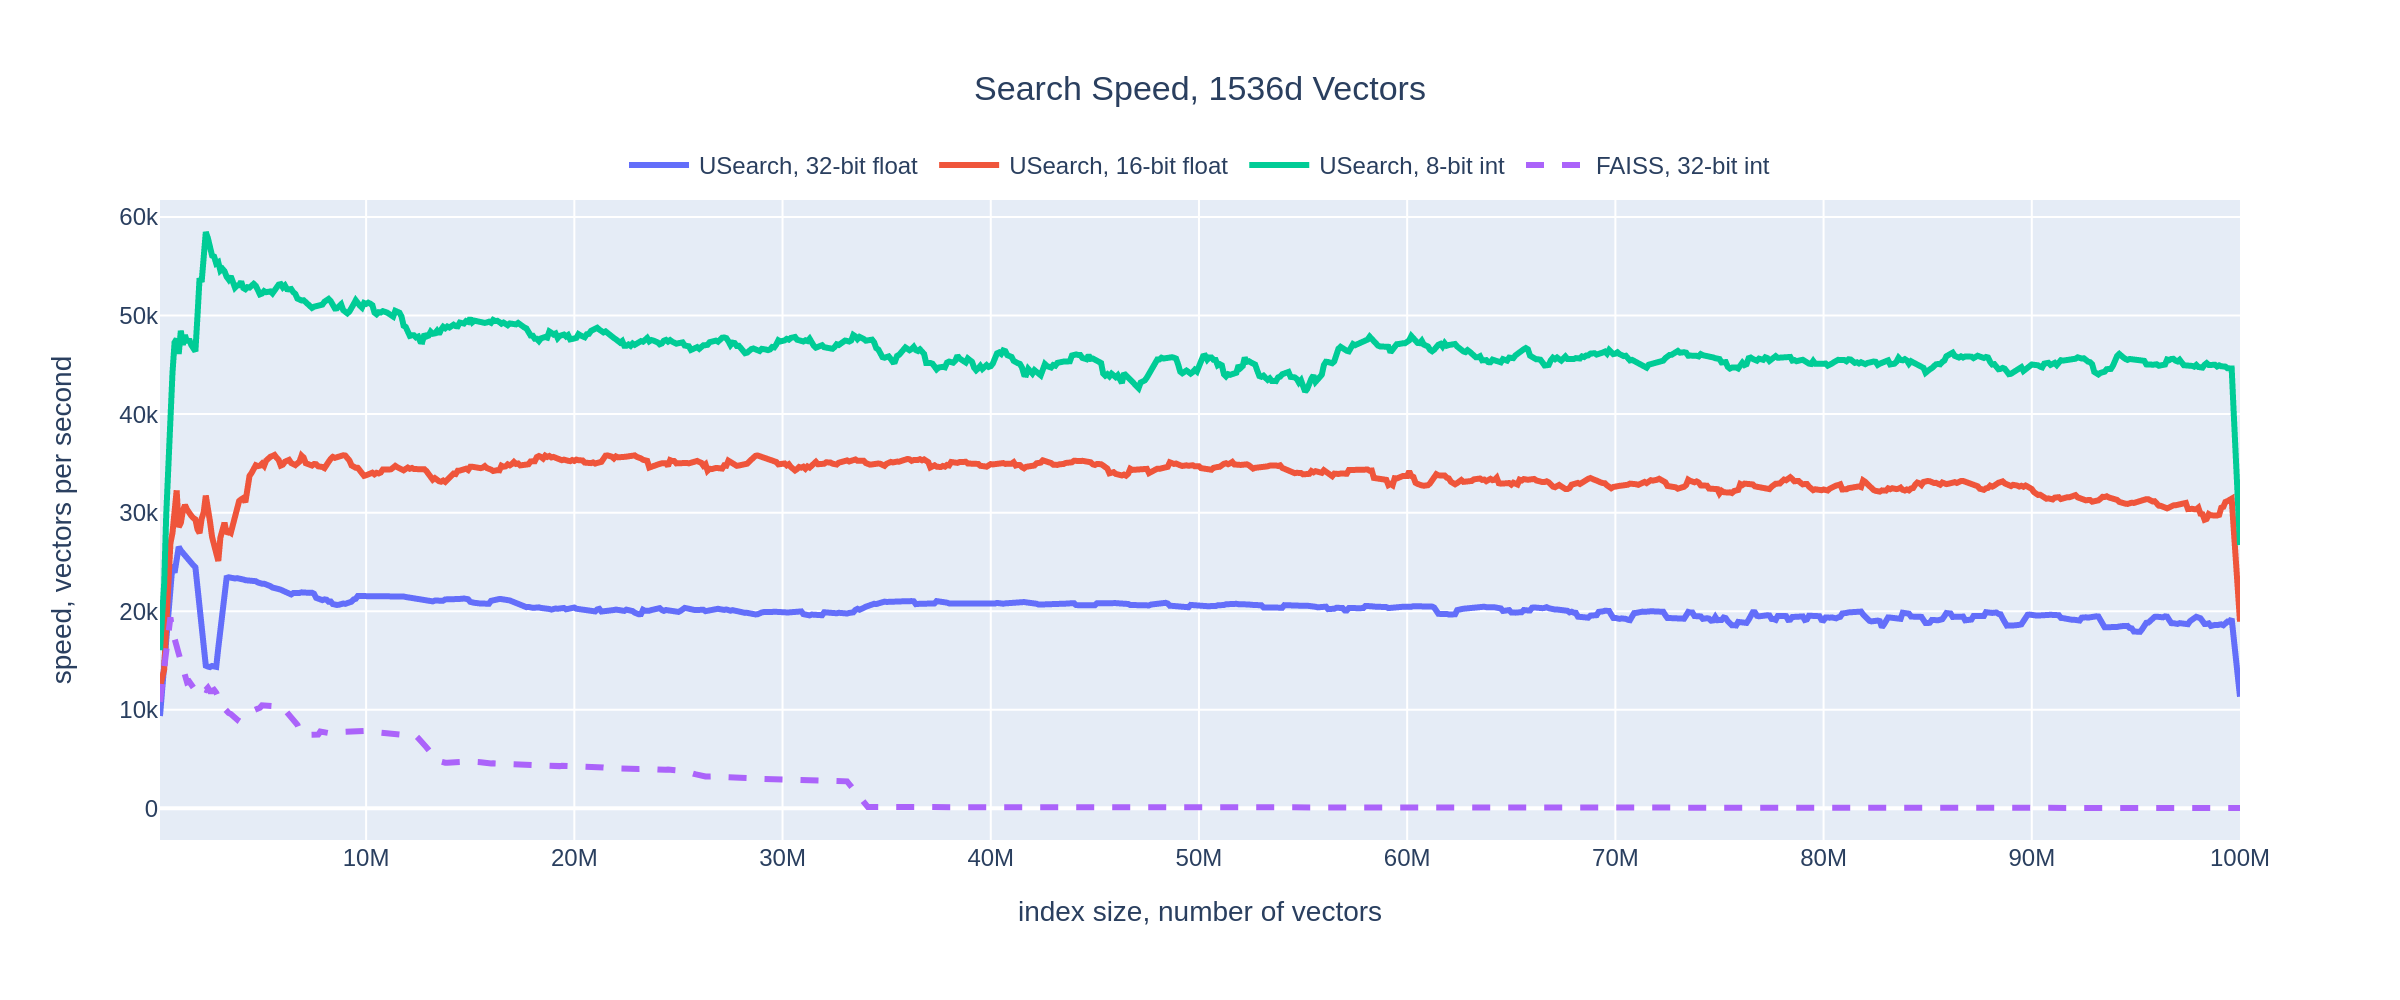 Search Speed, 1536d Vectors
USearch, 32-bit float USearch, 16-bit float USearch, 8-bit int FAISS, 32-bit int
speed, vectors per second
60k
50k
40k
30k
20k
10k
0
10M 20M 30M 40M 50M 60M 70M 80M 90M 100M
index size, number of vectors